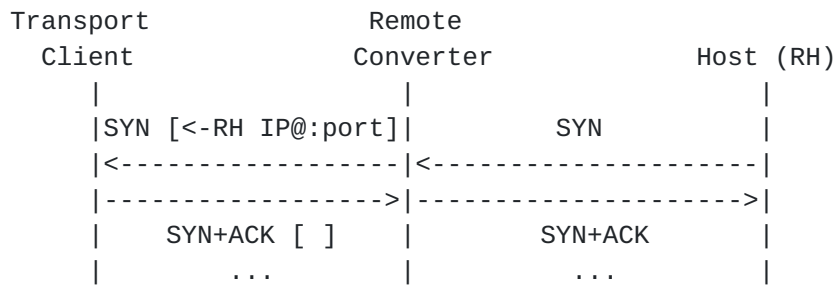 Transport Remote
Client Converter Host (RH)
| | |
|SYN [<-RH IP@:port]| SYN |
|<------------------|<---------------------|
|------------------>|--------------------->|
| SYN+ACK [ ] | SYN+ACK |
| ... | ... |